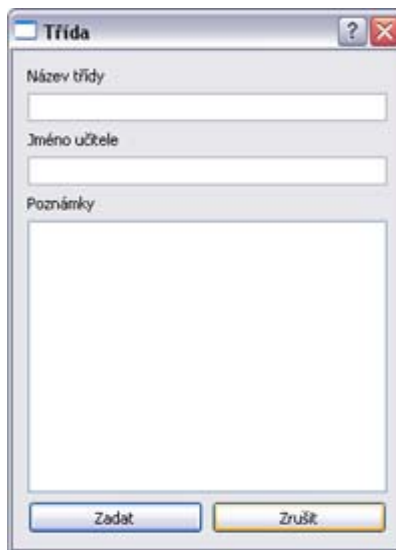 Třída
Název třídy
Jméno učitele
Poznámky
Zadat
Zrušit